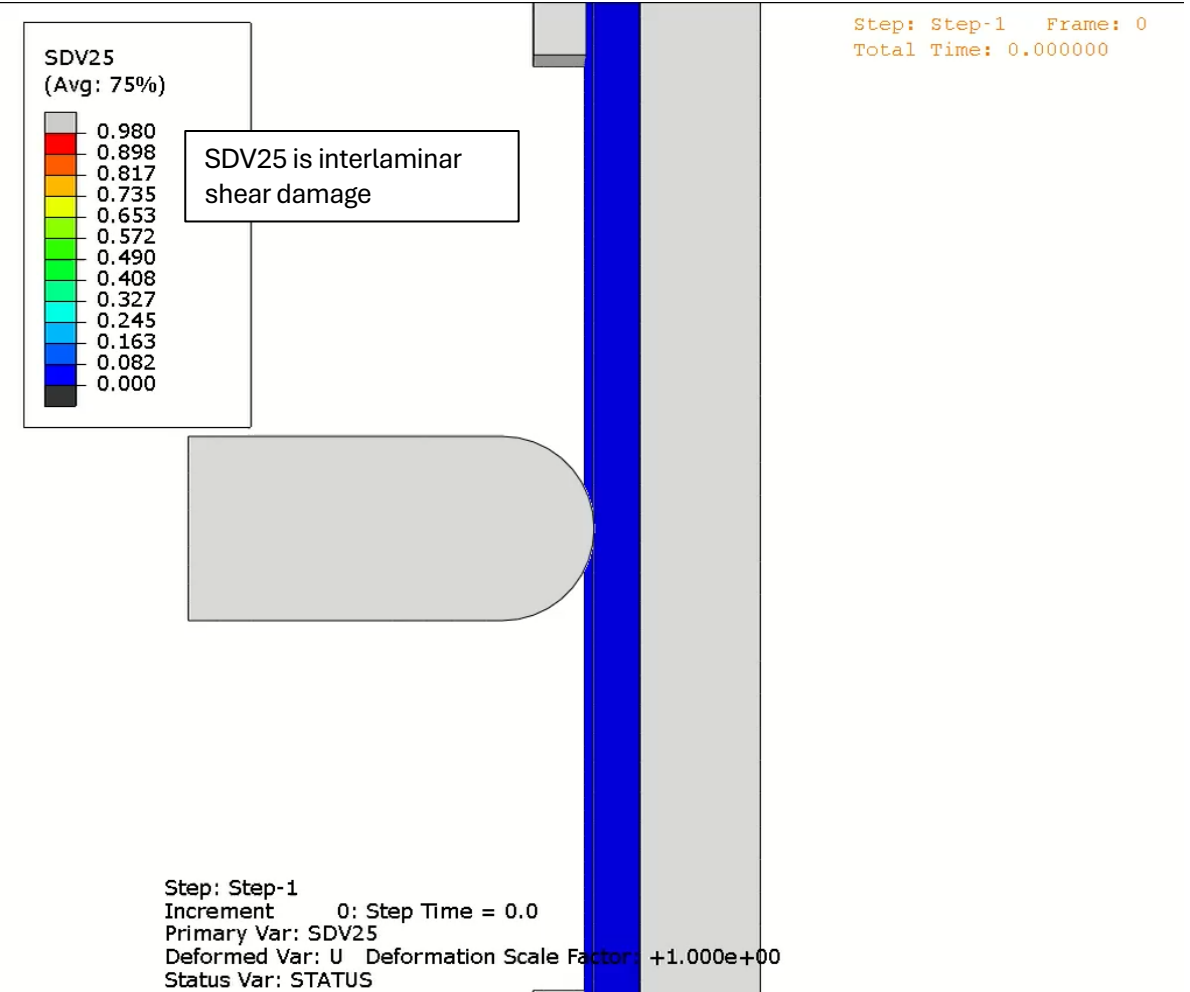 Step: Step-1   Frame: 0
Total Time: 0.000000
SDV25
(Avg: 75%)
0.980
0.898
0.817
0.735
0.653
0.572
0.490
0.408
0.327
0.245
0.163
0.082
0.000
SDV25 is interlaminar
shear damage
Step: Step-1
Increment     0: Step Time = 0.0
Primary Var: SDV25
Deformed Var: U   Deformation Scale Factor: +1.000e+00
Status Var: STATUS